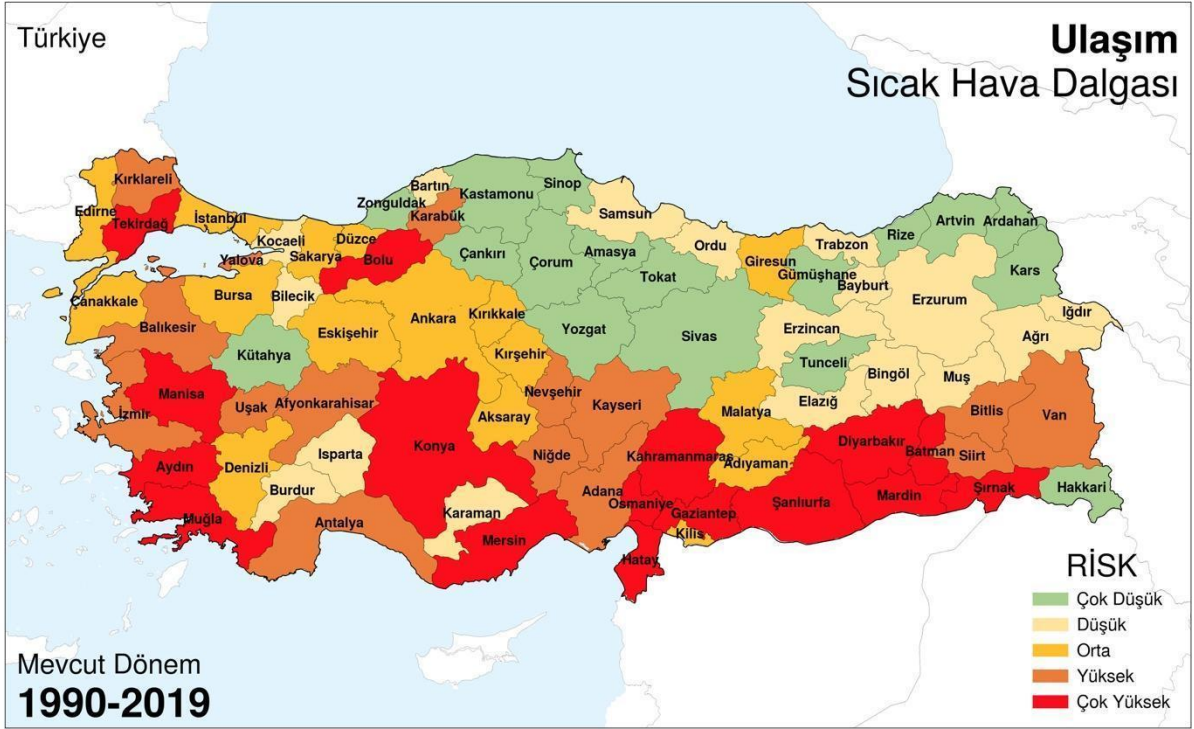 Türkiye
Ulaşım
Sıcak Hava Dalgası
Kırklareli
Edirne
Tekirdağ
İstanbul
Kocaeli
Yalova
Sakarya
Düzce
Bolu
Zonguldak
Bartın
Karabük
Kastamonu
Sinop
Samsun
Çankırı
Çorum
Amasya
Tokat
Ordu
Giresun
Trabzon
Gümüşhane
Bayburt
Rize
Artvin
Ardahan
Kars
Erzurum
Iğdır
Ağrı
Çanakkale
Bursa
Bilecik
Balıkesir
Kütahya
Eskişehir
Ankara
Kırıkkale
Kırşehir
Yozgat
Sivas
Erzincan
Tunceli
Bingöl
Muş
Elazığ
Malatya
Manisa
İzmir
Uşak
Afyonkarahisar
Konya
Aksaray
Nevşehir
Kayseri
Niğde
Bitlis
Van
Siirt
Batman
Diyarbakır
Aydın
Denizli
Isparta
Burdur
Muğla
Antalya
Karaman
Mersin
Adana
Kahramanmaraş
Adıyaman
Osmaniye
Gaziantep
Kilis
Hatay
Şanlıurfa
Mardin
Şırnak
Hakkari
RİSK
Çok Düşük
Düşük
Orta
Yüksek
Çok Yüksek
Mevcut Dönem
1990-2019